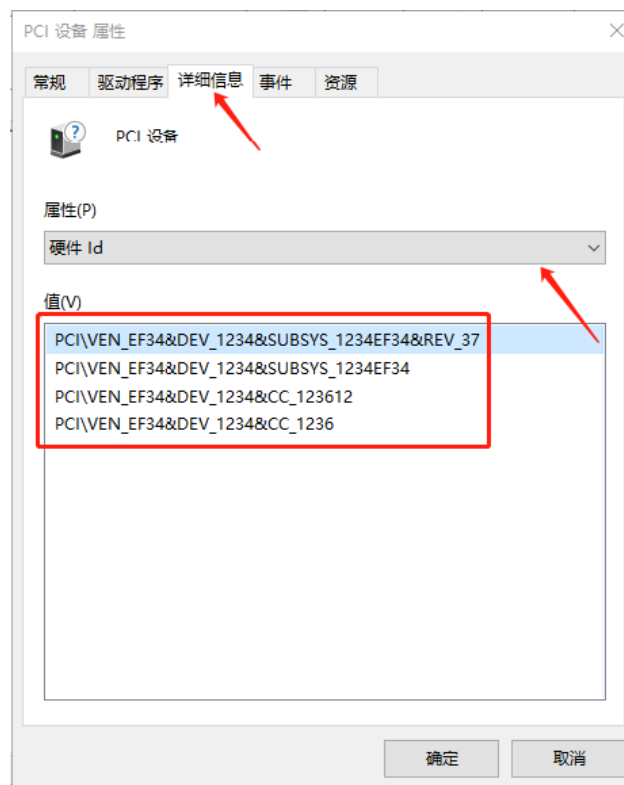 PCI 设备 属性
常规 驱动程序 详细信息 事件 资源
PCI 设备
属性(P)
硬件 Id
值(V)
PCI\VEN_EF34&DEV_1234&SUBSYS_1234EF34&REV_37
PCI\VEN_EF34&DEV_1234&SUBSYS_1234EF34
PCI\VEN_EF34&DEV_1234&CC_123612
PCI\VEN_EF34&DEV_1234&CC_1236
确定 取消